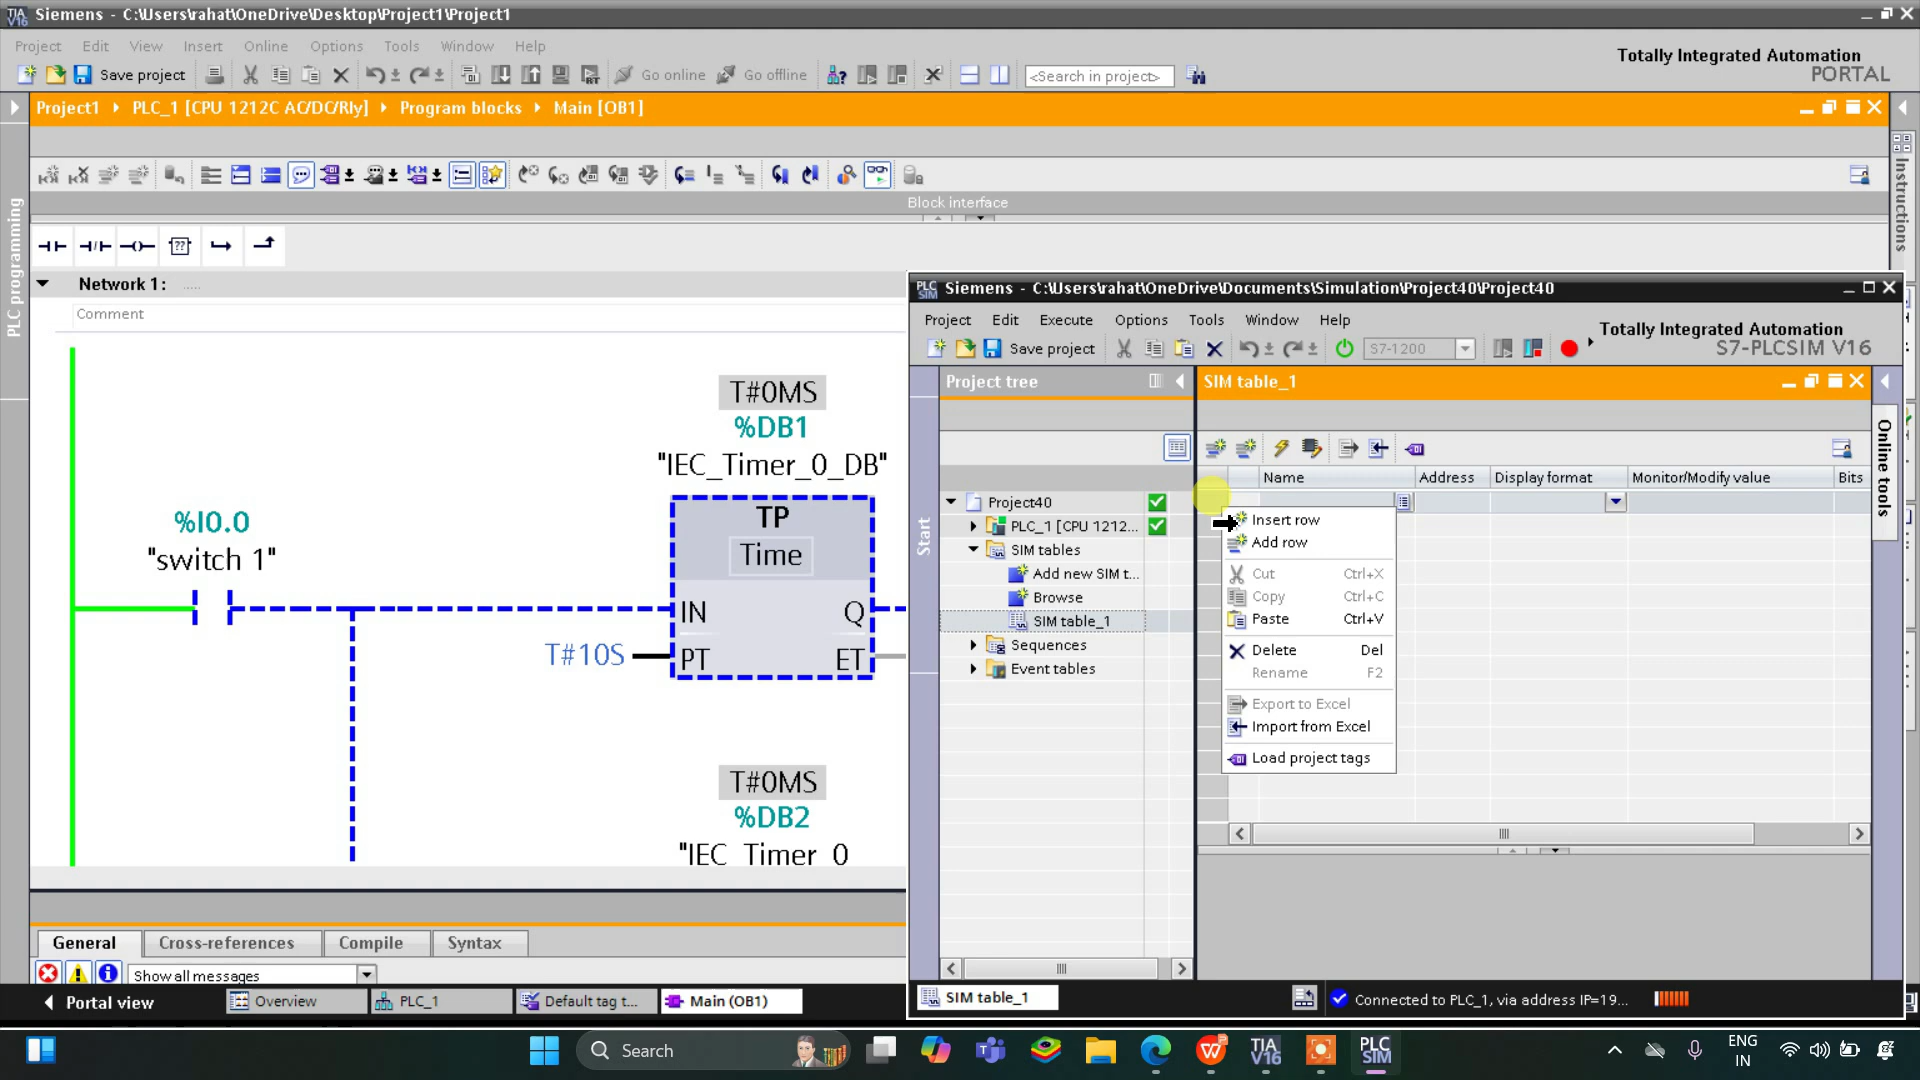 Siemens - C:\Users\rahat\OneDrive\Desktop\Project1\Project1
Project Edit View Insert Online Options Tools Window Help
Totally Integrated Automation
PORTAL
Save project
Go online
Go offline
<Search in project>
Project1 PLC_1 [CPU 1212C AC/DC/Rly] Program blocks Main [OB1]
Block interface
PLC programming
Instructions
Network 1: .....
Comment
T#0MS
%DB1
"IEC_Timer_0_DB"
TP
Time
%I0.0
"switch 1"
IN Q
T#10S PT ET
T#0MS
%DB2
"IEC_Timer_0
General Cross-references Compile Syntax
Show all messages
Portal view Overview PLC_1 Default tag t... Main (OB1)
PLC SIM
Siemens - C:\Users\rahat\OneDrive\Documents\Simulation\Project40\Project40
Project Edit Execute Options Tools Window Help
Totally Integrated Automation
S7-PLCSIM V16
Save project
S7-1200
Project tree
SIM table_1
Start
Online tools
Name Address Display format Monitor/Modify value Bits
Project40
PLC_1 [CPU 1212...
SIM tables
Add new SIM t...
Browse
SIM table_1
Sequences
Event tables
Insert row
Add row
Cut Ctrl+X
Copy Ctrl+C
Paste Ctrl+V
Delete Del
Rename F2
Export to Excel
Import from Excel
Load project tags
SIM table_1
Connected to PLC_1, via address IP=19...
Search
TIA V16
PLC SIM
ENG
IN